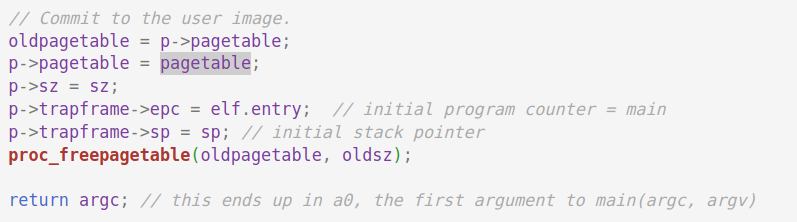 // Commit to the user image.
oldpagetable = p->pagetable;
p->pagetable = pagetable;
p->sz = sz;
p->trapframe->epc = elf.entry;  // initial program counter = main
p->trapframe->sp = sp; // initial stack pointer
proc_freepagetable(oldpagetable, oldsz);

return argc; // this ends up in a0, the first argument to main(argc, argv)